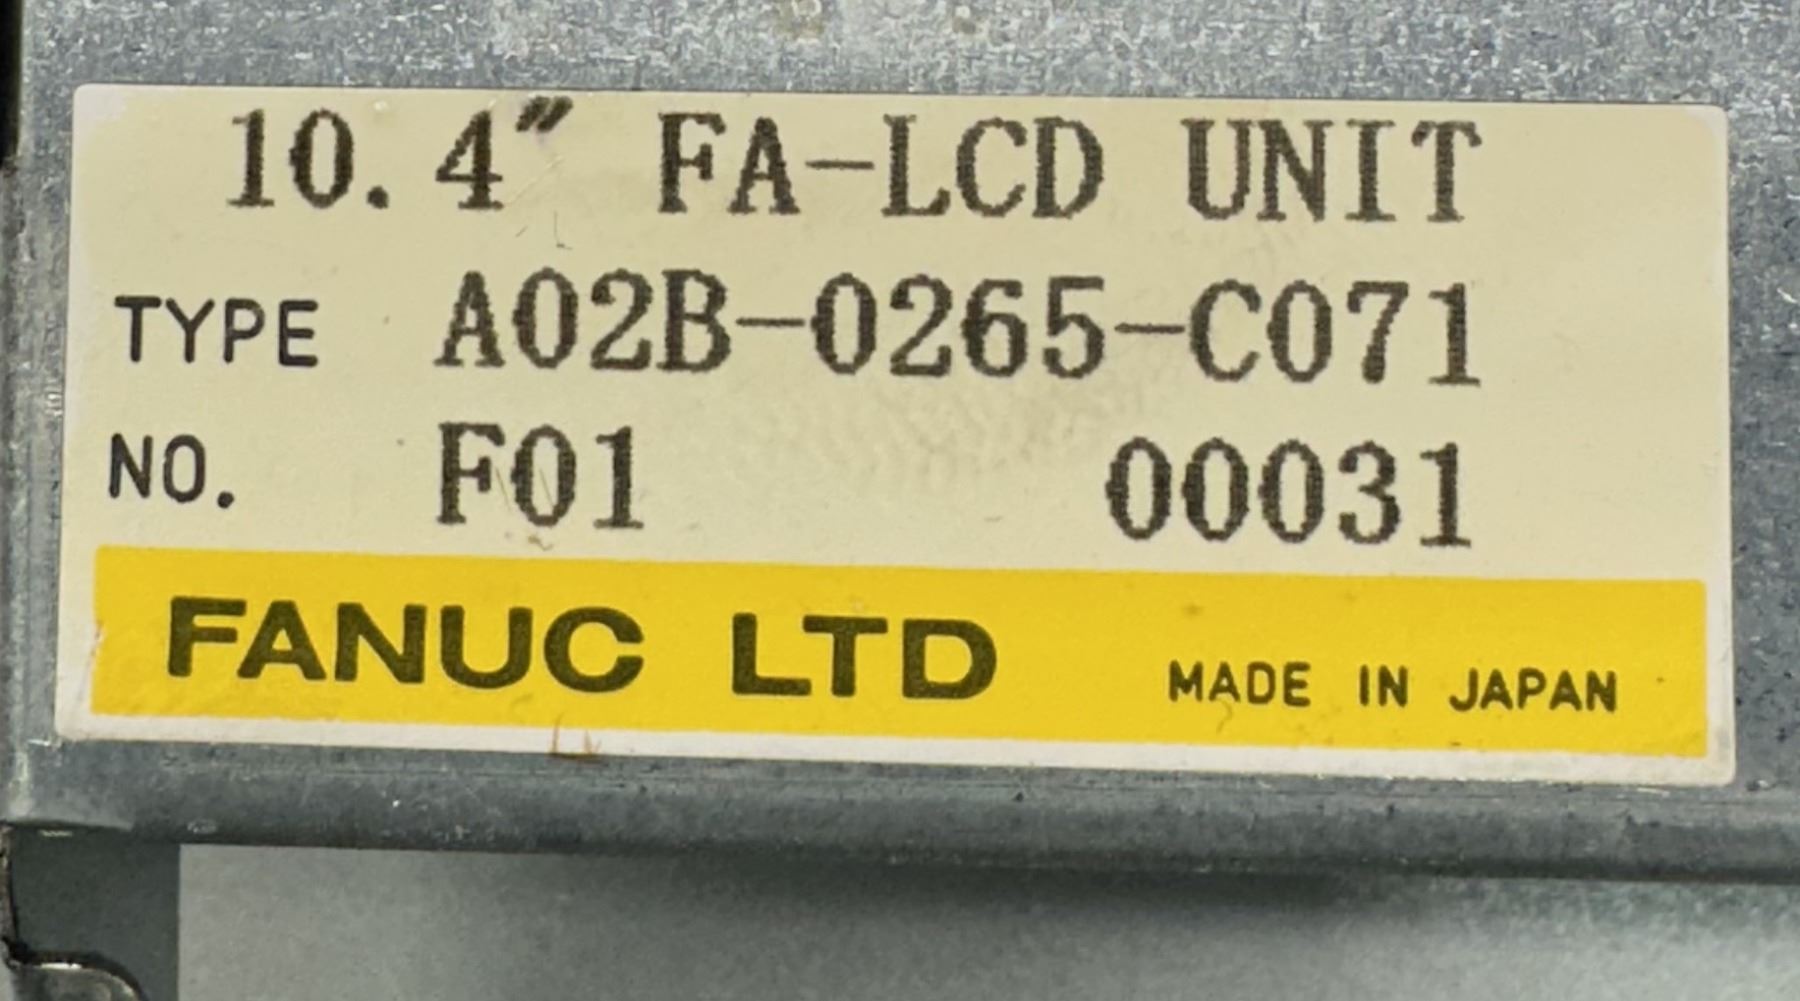 10.4" FA-LCD UNIT
TYPE A02B-0265-C071
NO. F01 00031
FANUC LTD MADE IN JAPAN